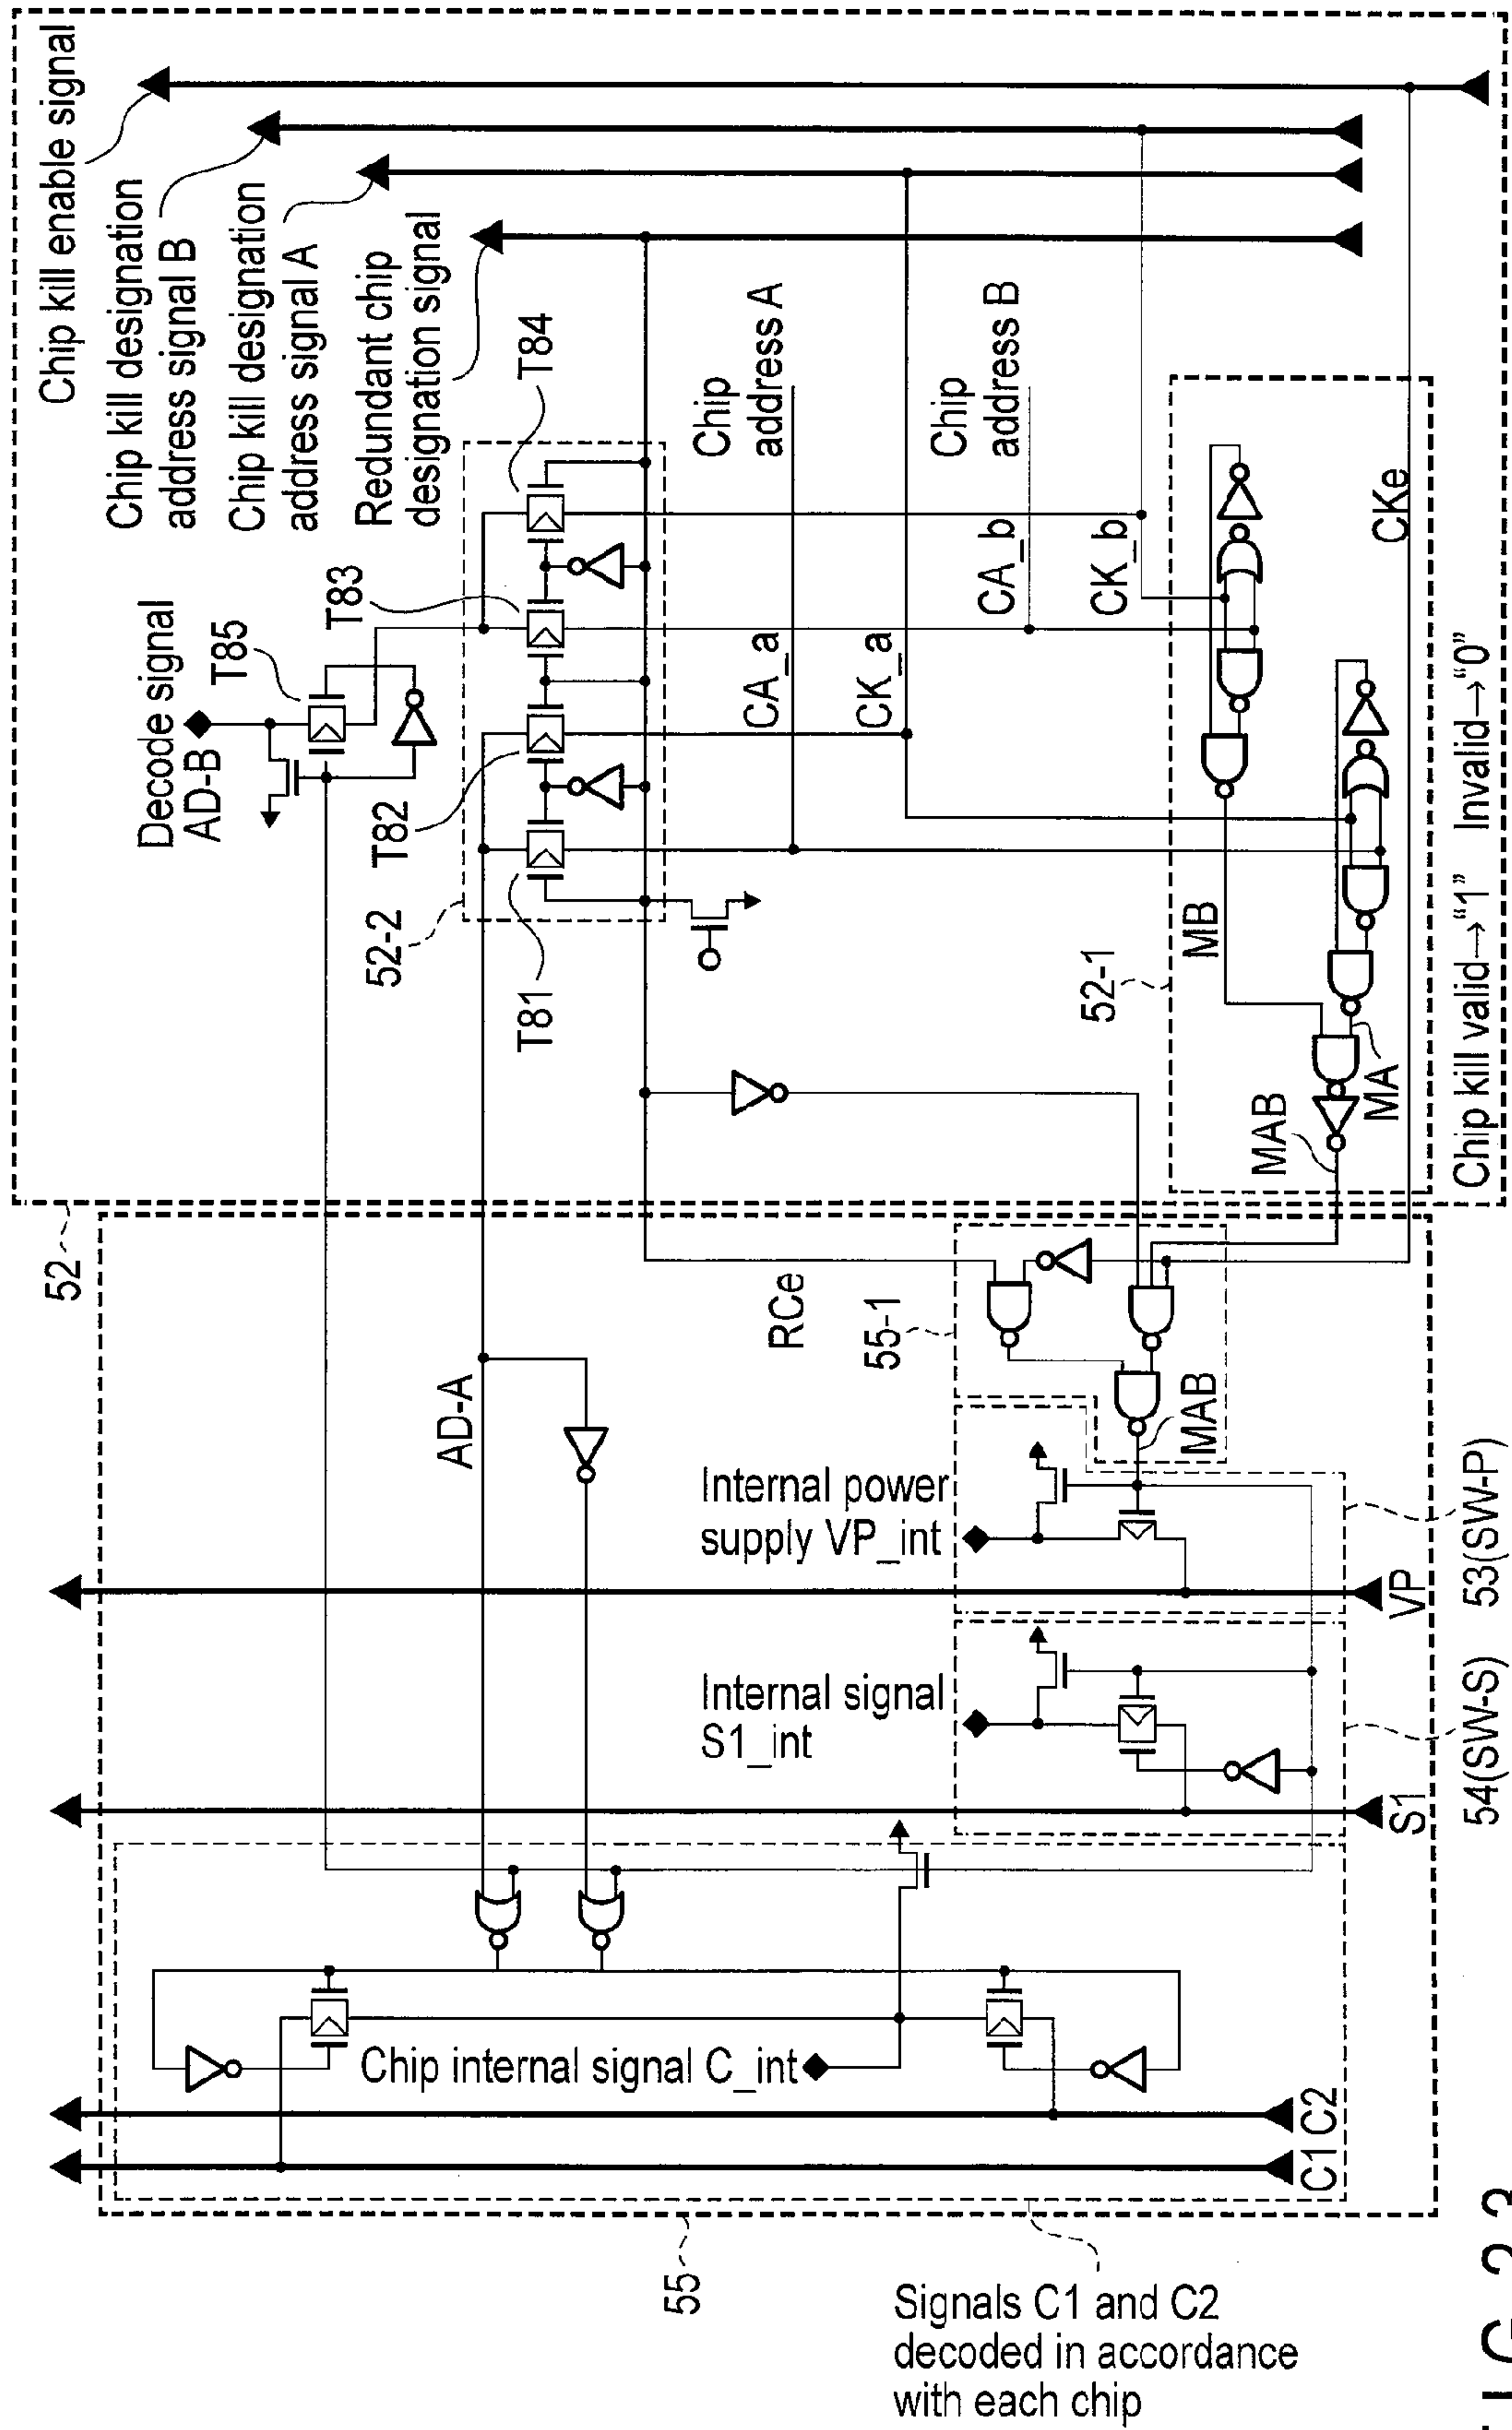 Chip kill enable signal
Chip kill designation
address signal B
Chip kill designation
address signal A
Redundant chip
designation signal
Decode signal
AD-B
T85
T83
T84
T82
52-2
T81
Chip
address A
Chip
address B
CA_a
CK_a
CA_b
CK_b
52-1
MB
MAB
MA
CKe
Chip kill valid→“1” Invalid→“0”
52
RCe
55-1
AD-A
MAB
Internal power
supply VP_int
VP
53(SW-P)
Internal signal
S1_int
S1
54(SW-S)
Chip internal signal C_int
C2
C1
55
Signals C1 and C2
decoded in accordance
with each chip